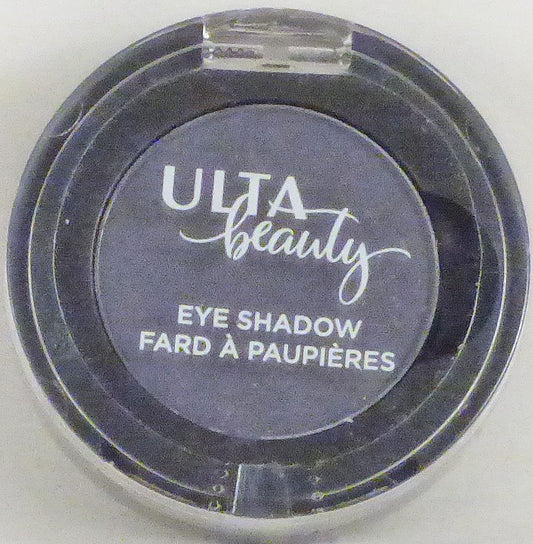 ULTA
beauty
EYE SHADOW
FARD À PAUPIÈRES